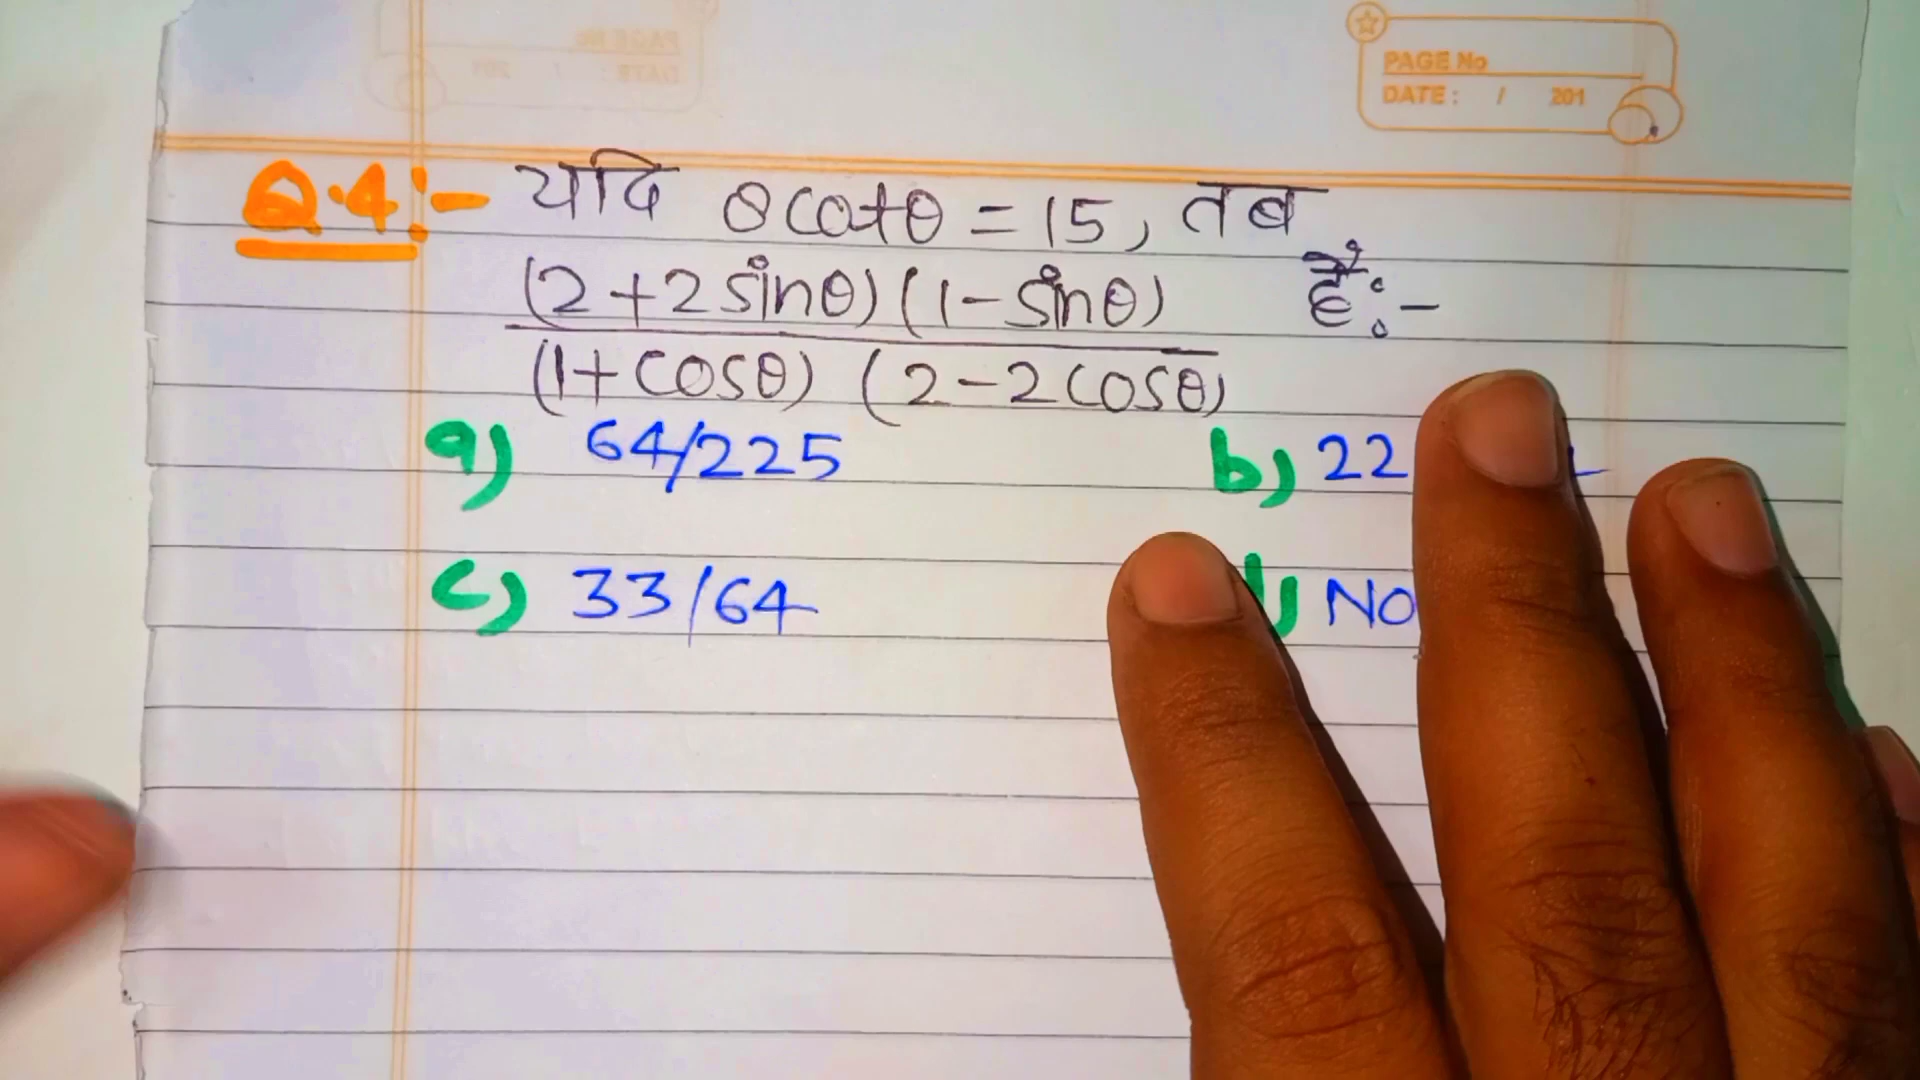 PAGE No
DATE : / 201
Q.4:- यदि 8cotθ = 15, तब
(2+2sinθ)(1-sinθ) है:-
(1+cosθ) (2-2cosθ)
a) 64/225 b) 22
c) 33/64 No